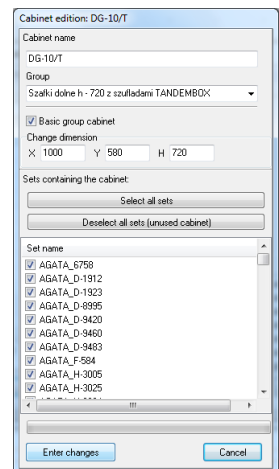 Cabinet edition: DG-10/T
Cabinet name
DG-10/T
Group
Szafki dolne h - 720 z szufladami TANDEMBOX
Basic group cabinet
Change dimension
X 1000 Y 580 H 720
Sets containing the cabinet:
Select all sets
Deselect all sets (unused cabinet)
Set name
AGATA_6758
AGATA_D-1912
AGATA_D-1923
AGATA_D-8995
AGATA_D-9420
AGATA_D-9460
AGATA_D-9483
AGATA_F-584
AGATA_H-3005
AGATA_H-3025
Enter changes Cancel